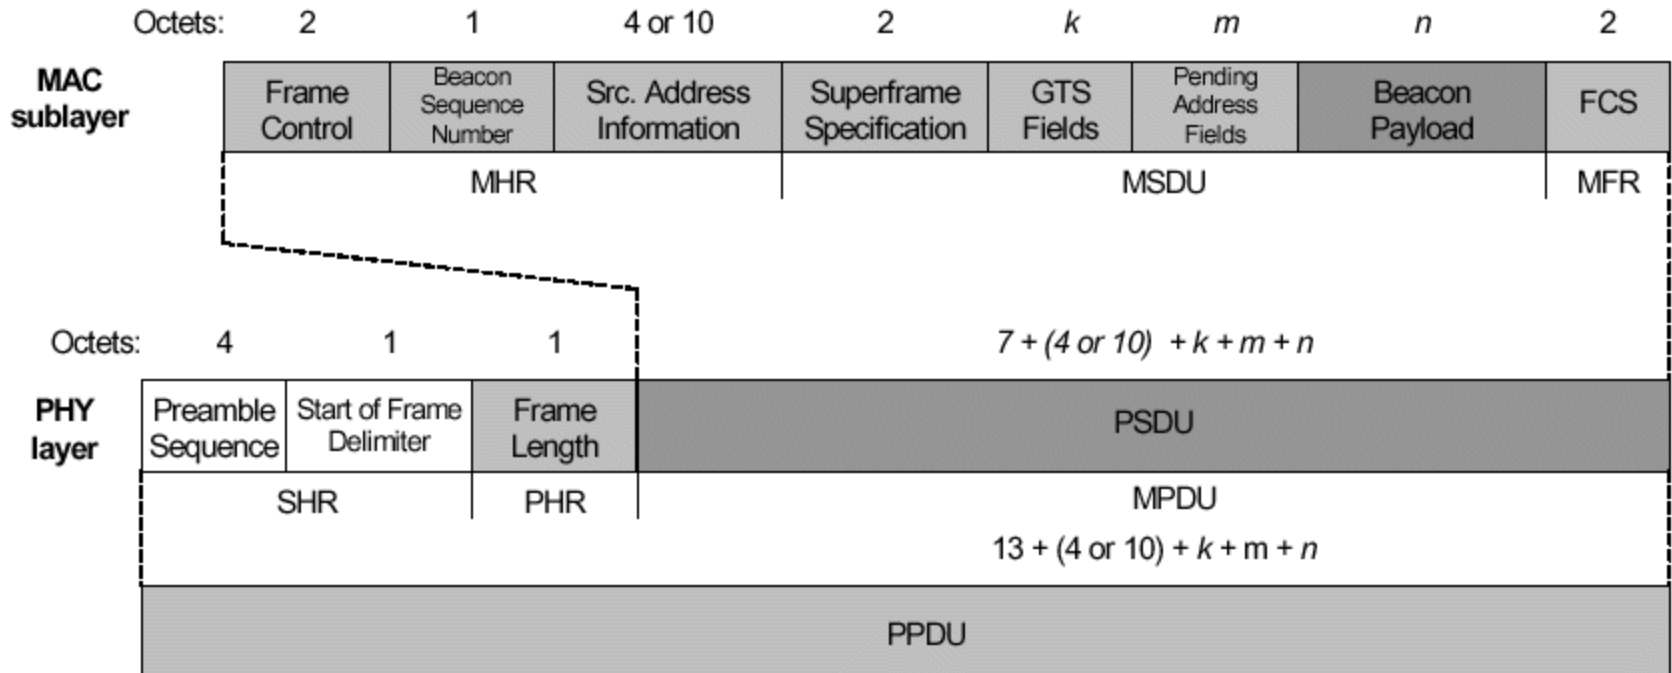 Octets: 2 1 4 or 10 2 k m n 2
MAC
sublayer
Frame
Control
Beacon
Sequence
Number
Src. Address
Information
Superframe
Specification
GTS
Fields
Pending
Address
Fields
Beacon
Payload
FCS
MHR MSDU MFR
Octets: 4 1 1 7 + (4 or 10) + k + m + n
PHY
layer
Preamble
Sequence
Start of Frame
Delimiter
Frame
Length
PSDU
SHR PHR MPDU
13 + (4 or 10) + k + m + n
PPDU